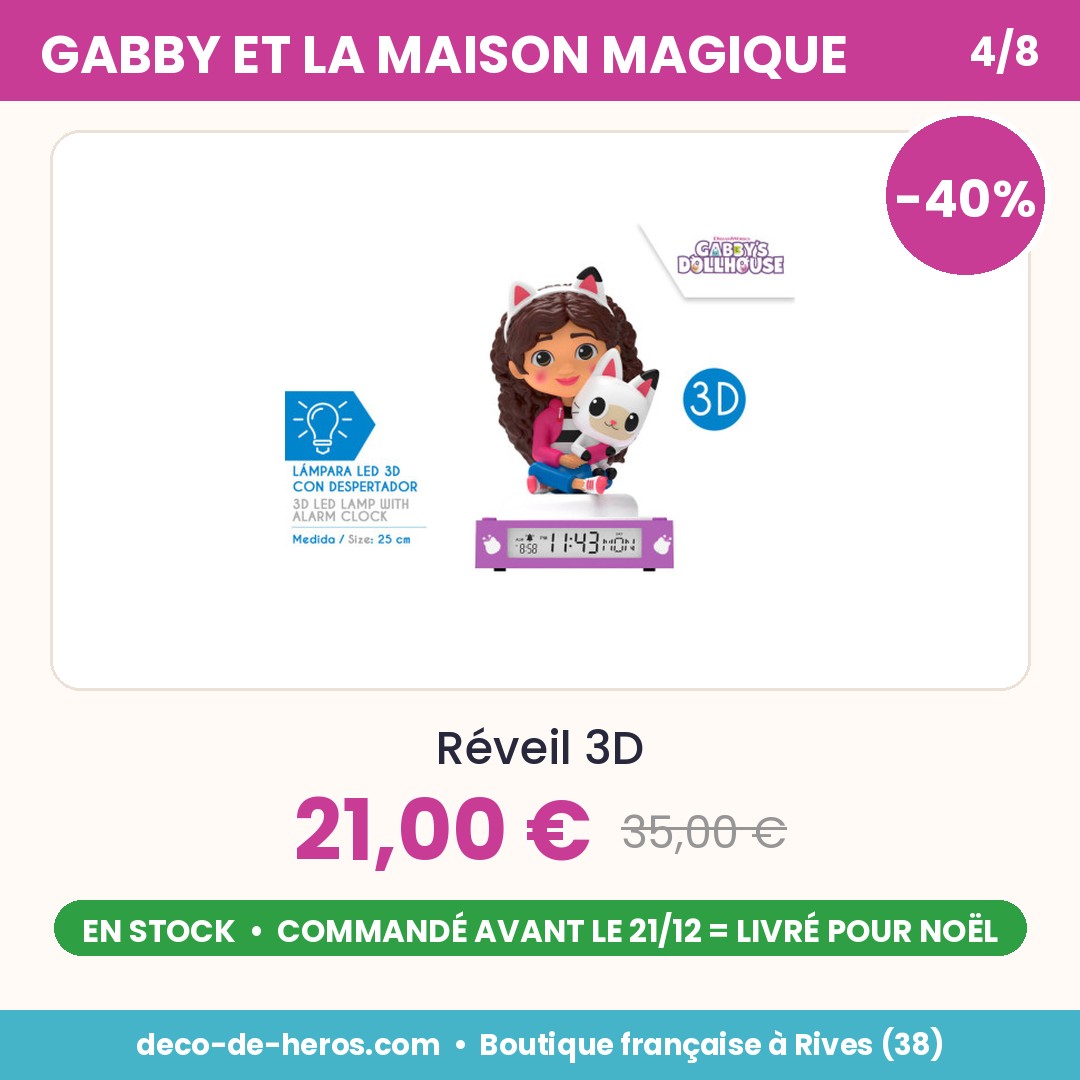 GABBY ET LA MAISON MAGIQUE
4/8
-40%
GABBY'S
DOLLHOUSE
3D
LÁMPARA LED 3D
CON DESPERTADOR
3D LED LAMP WITH
ALARM CLOCK
Medida / Size: 25 cm
8:58
11:43
MON
Réveil 3D
21,00 € 35,00 €
EN STOCK • COMMANDÉ AVANT LE 21/12 = LIVRÉ POUR NOËL
deco-de-heros.com • Boutique française à Rives (38)